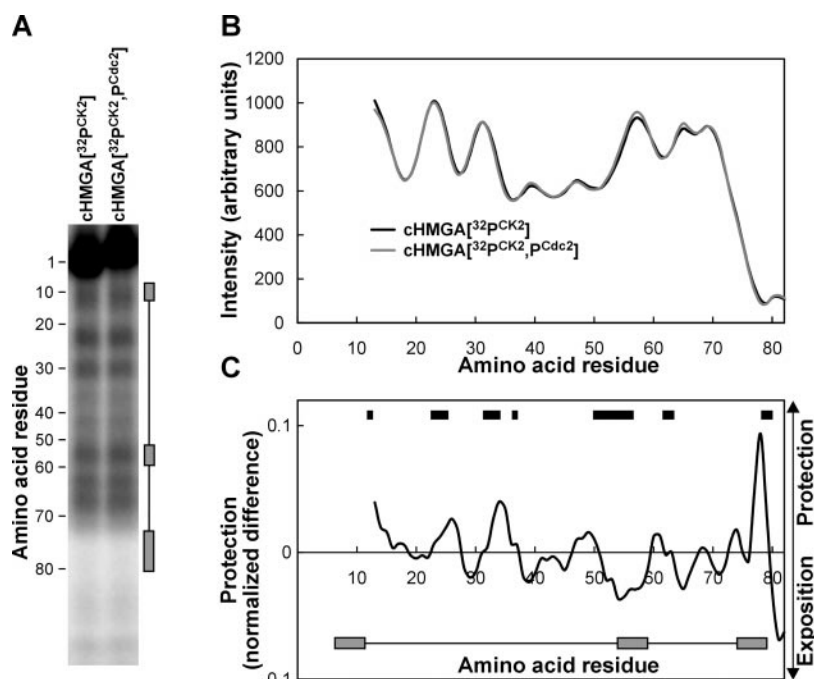 A
cHMGA[³²Pᶜᴷ²]
cHMGA[³²Pᶜᴷ²,Pᶜᵈᶜ²]
Amino acid residue
1
10
20
30
40
50
60
70
80
B
Intensity (arbitrary units)
1200
1000
800
600
400
200
0
cHMGA[³²Pᶜᴷ²]
cHMGA[³²Pᶜᴷ²,Pᶜᵈᶜ²]
0 10 20 30 40 50 60 70 80
Amino acid residue
C
Protection
(normalized difference)
0.1
0
0.1
10 20 30 40 50 60 70 80
Amino acid residue
Protection
Exposition